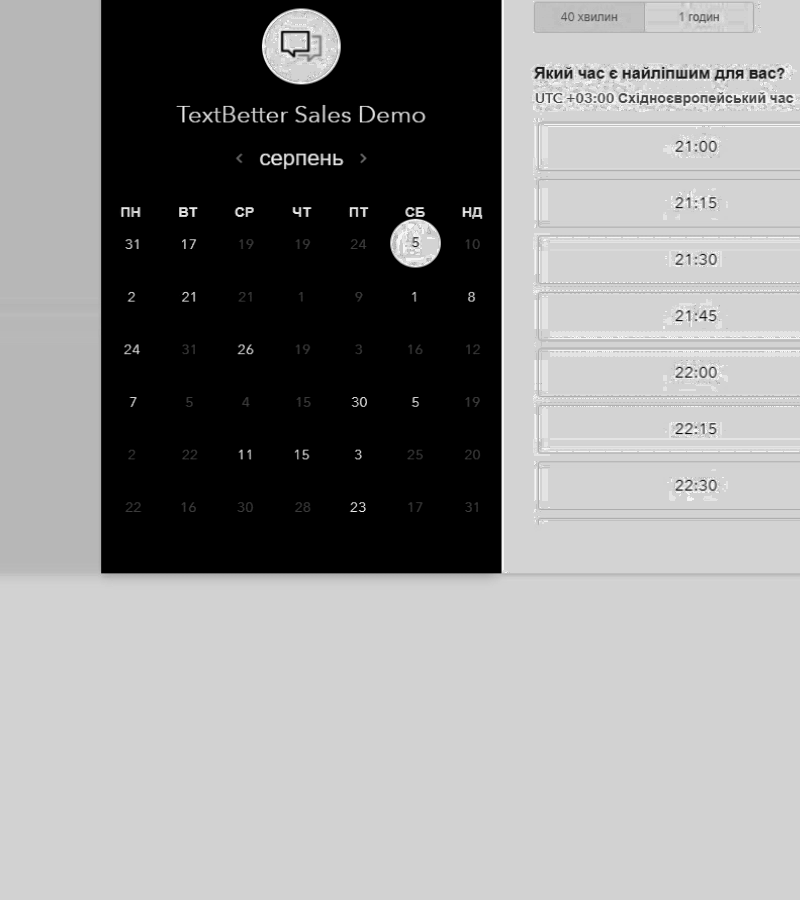 TextBetter Sales Demo
серпень
ПН ВТ СР ЧТ ПТ СБ НД
31 17 19 19 24 5 10
2 21 21 1 9 1 8
24 31 26 19 3 16 12
7 5 4 15 30 5 19
2 22 11 15 3 25 20
22 16 30 28 23 17 31
40 хвилин 1 годин
Який час є найліпшим для вас?
UTC +03:00 Східноєвропейський час
21:00
21:15
21:30
21:45
22:00
22:15
22:30